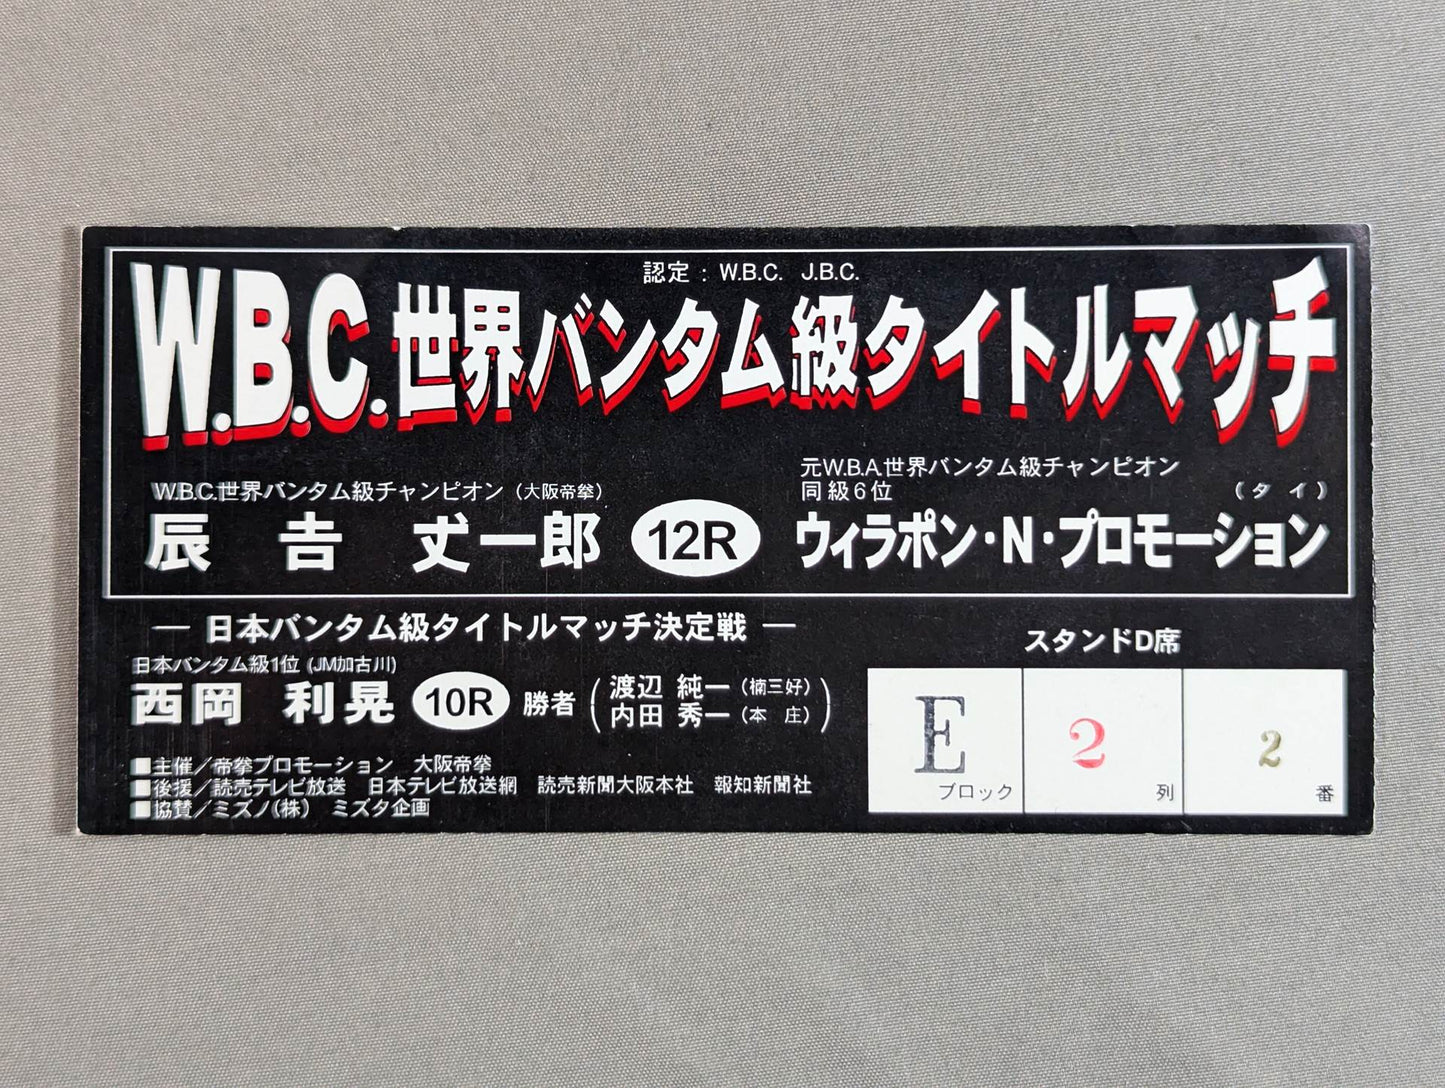 認定：W.B.C. J.B.C.
W.B.C.世界バンタム級タイトルマッチ
W.B.C.世界バンタム級チャンピオン（大阪帝拳）
辰𠮷 𠀋一郎
12R
元W.B.A.世界バンタム級チャンピオン
同級6位 （タイ）
ウィラポン・N・プロモーション
― 日本バンタム級タイトルマッチ決定戦 ―
日本バンタム級1位 (JM加古川)
西岡 利晃
10R
勝者
渡辺 純一（楠三好）
内田 秀一（本 庄）
■主催／帝拳プロモーション 大阪帝拳
■後援／読売テレビ放送 日本テレビ放送網 読売新聞大阪本社 報知新聞社
■協賛／ミズノ(株) ミズタ企画
スタンドD席
E ブロック
2 列
2 番